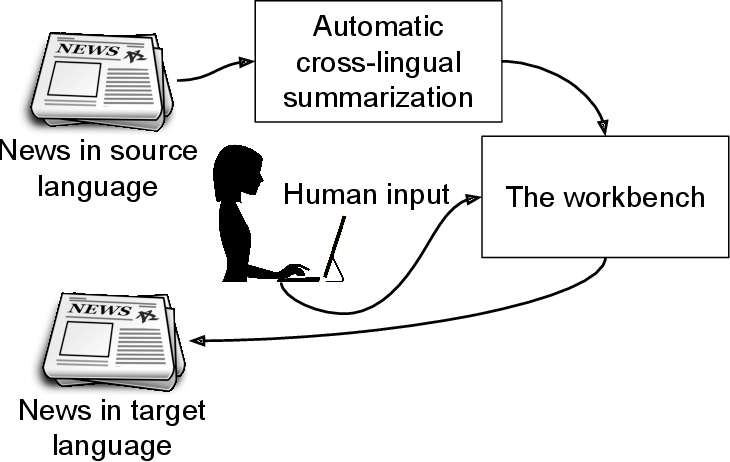 NEWS
News in source
language
Automatic
cross-lingual
summarization
Human input
The workbench
NEWS
News in target
language